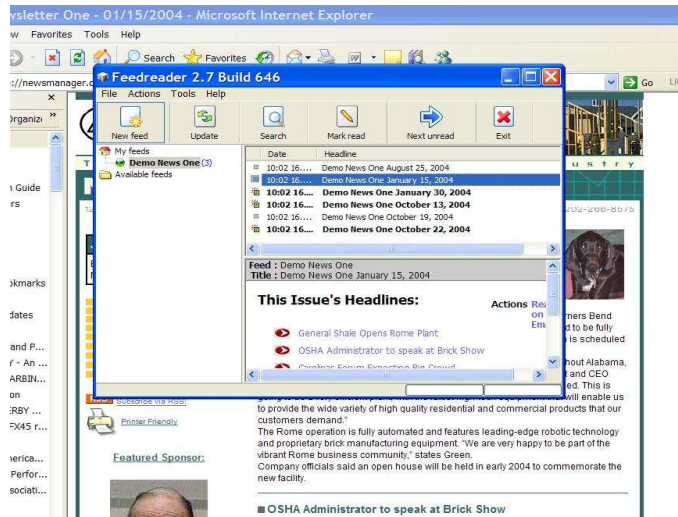 wsletter One - 01/15/2004 - Microsoft Internet Explorer
w Favorites Tools Help
Search Favorites
://newsmanager.
Go
Feedreader 2.7 Build 646
File Actions Tools Help
New feed Update Search Mark read Next unread Exit
My feeds
Demo News One (3)
Available feeds
Date Headline
10:02 16.... Demo News One August 25, 2004
10:02 16.... Demo News One January 15, 2004
10:02 16.... Demo News One January 30, 2004
10:02 16.... Demo News One October 13, 2004
10:02 16.... Demo News One October 19, 2004
10:02 16.... Demo News One October 22, 2004
Feed : Demo News One
Title : Demo News One January 15, 2004
This Issue's Headlines:
Actions Rea
on
Em
General Shale Opens Rome Plant
OSHA Administrator to speak at Brick Show
Carolinas Forum Expecting Big Crowd
Organiz
Guide
rs
okmarks
dates
and P...
- An ...
ARBIN...
on
RBY ...
FX45 r...
nerica...
Perfor...
sociati...
u s t r y
202-266-8575
ners Bend
d to be fully
is scheduled
hout Alabama,
t and CEO
ed. This is
will enable us
to provide the wide variety of high quality residential and commercial products that our
customers demand."
The Rome operation is fully automated and features leading-edge robotic technology
and proprietary brick manufacturing equipment. "We are very happy to be part of the
vibrant Rome business community," states Green.
Company officials said an open house will be held in early 2004 to commemorate the
new facility.
OSHA Administrator to speak at Brick Show
Subscribe via RSS!
Printer Friendly
Featured Sponsor: